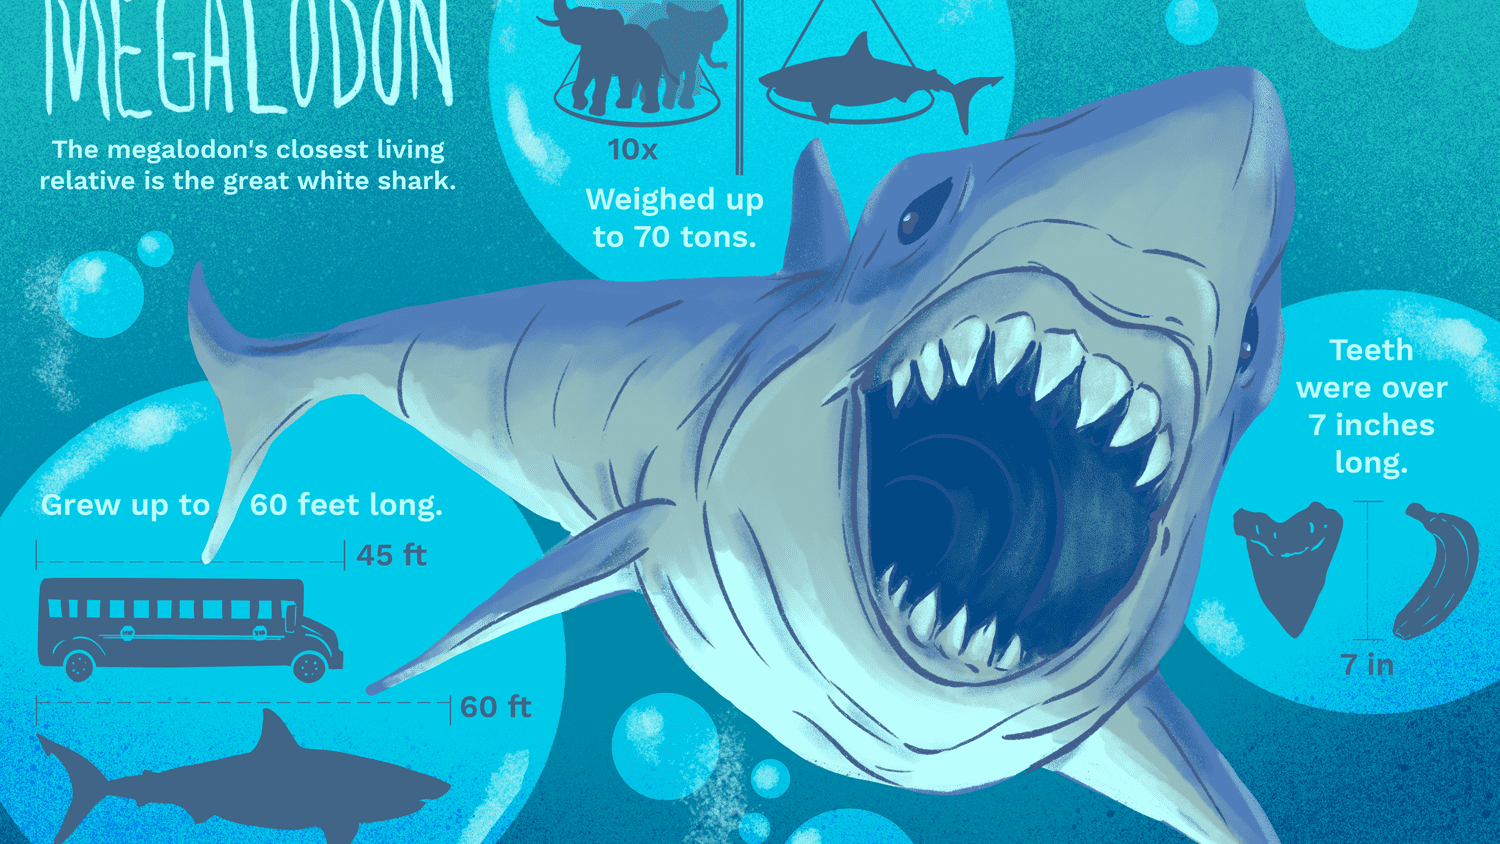 MEGALODON
The megalodon's closest living
relative is the great white shark.
10x
Weighed up
to 70 tons.
Teeth
were over
7 inches
long.
7 in
Grew up to 60 feet long.
45 ft
60 ft